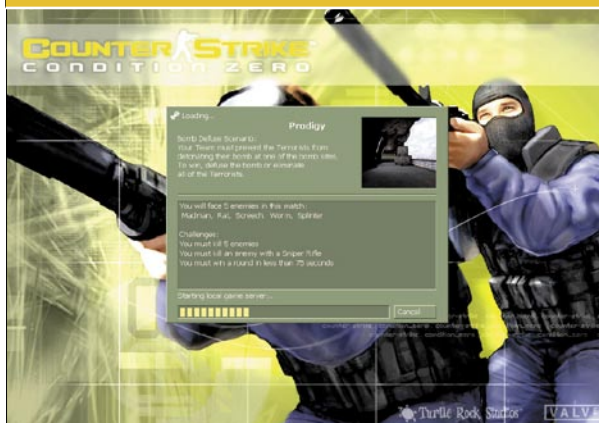 COUNTER STRIKE
CONDITION ZERO
Loading...
Prodigy
Bomb Defuse Scenario:
Your Team must prevent the Terrorists from
detonating their bomb at one of the bomb sites.
To win, defuse the bomb or eliminate
all of the Terrorists.
You will face 5 enemies in this match:
Madman, Rat, Screech, Worm, Splinter
Challenges:
You must kill 5 enemies
You must kill an enemy with a Sniper Rifle
You must win a round in less than 75 seconds
Starting local game server...
Cancel
Turtle Rock Studios
VALVE